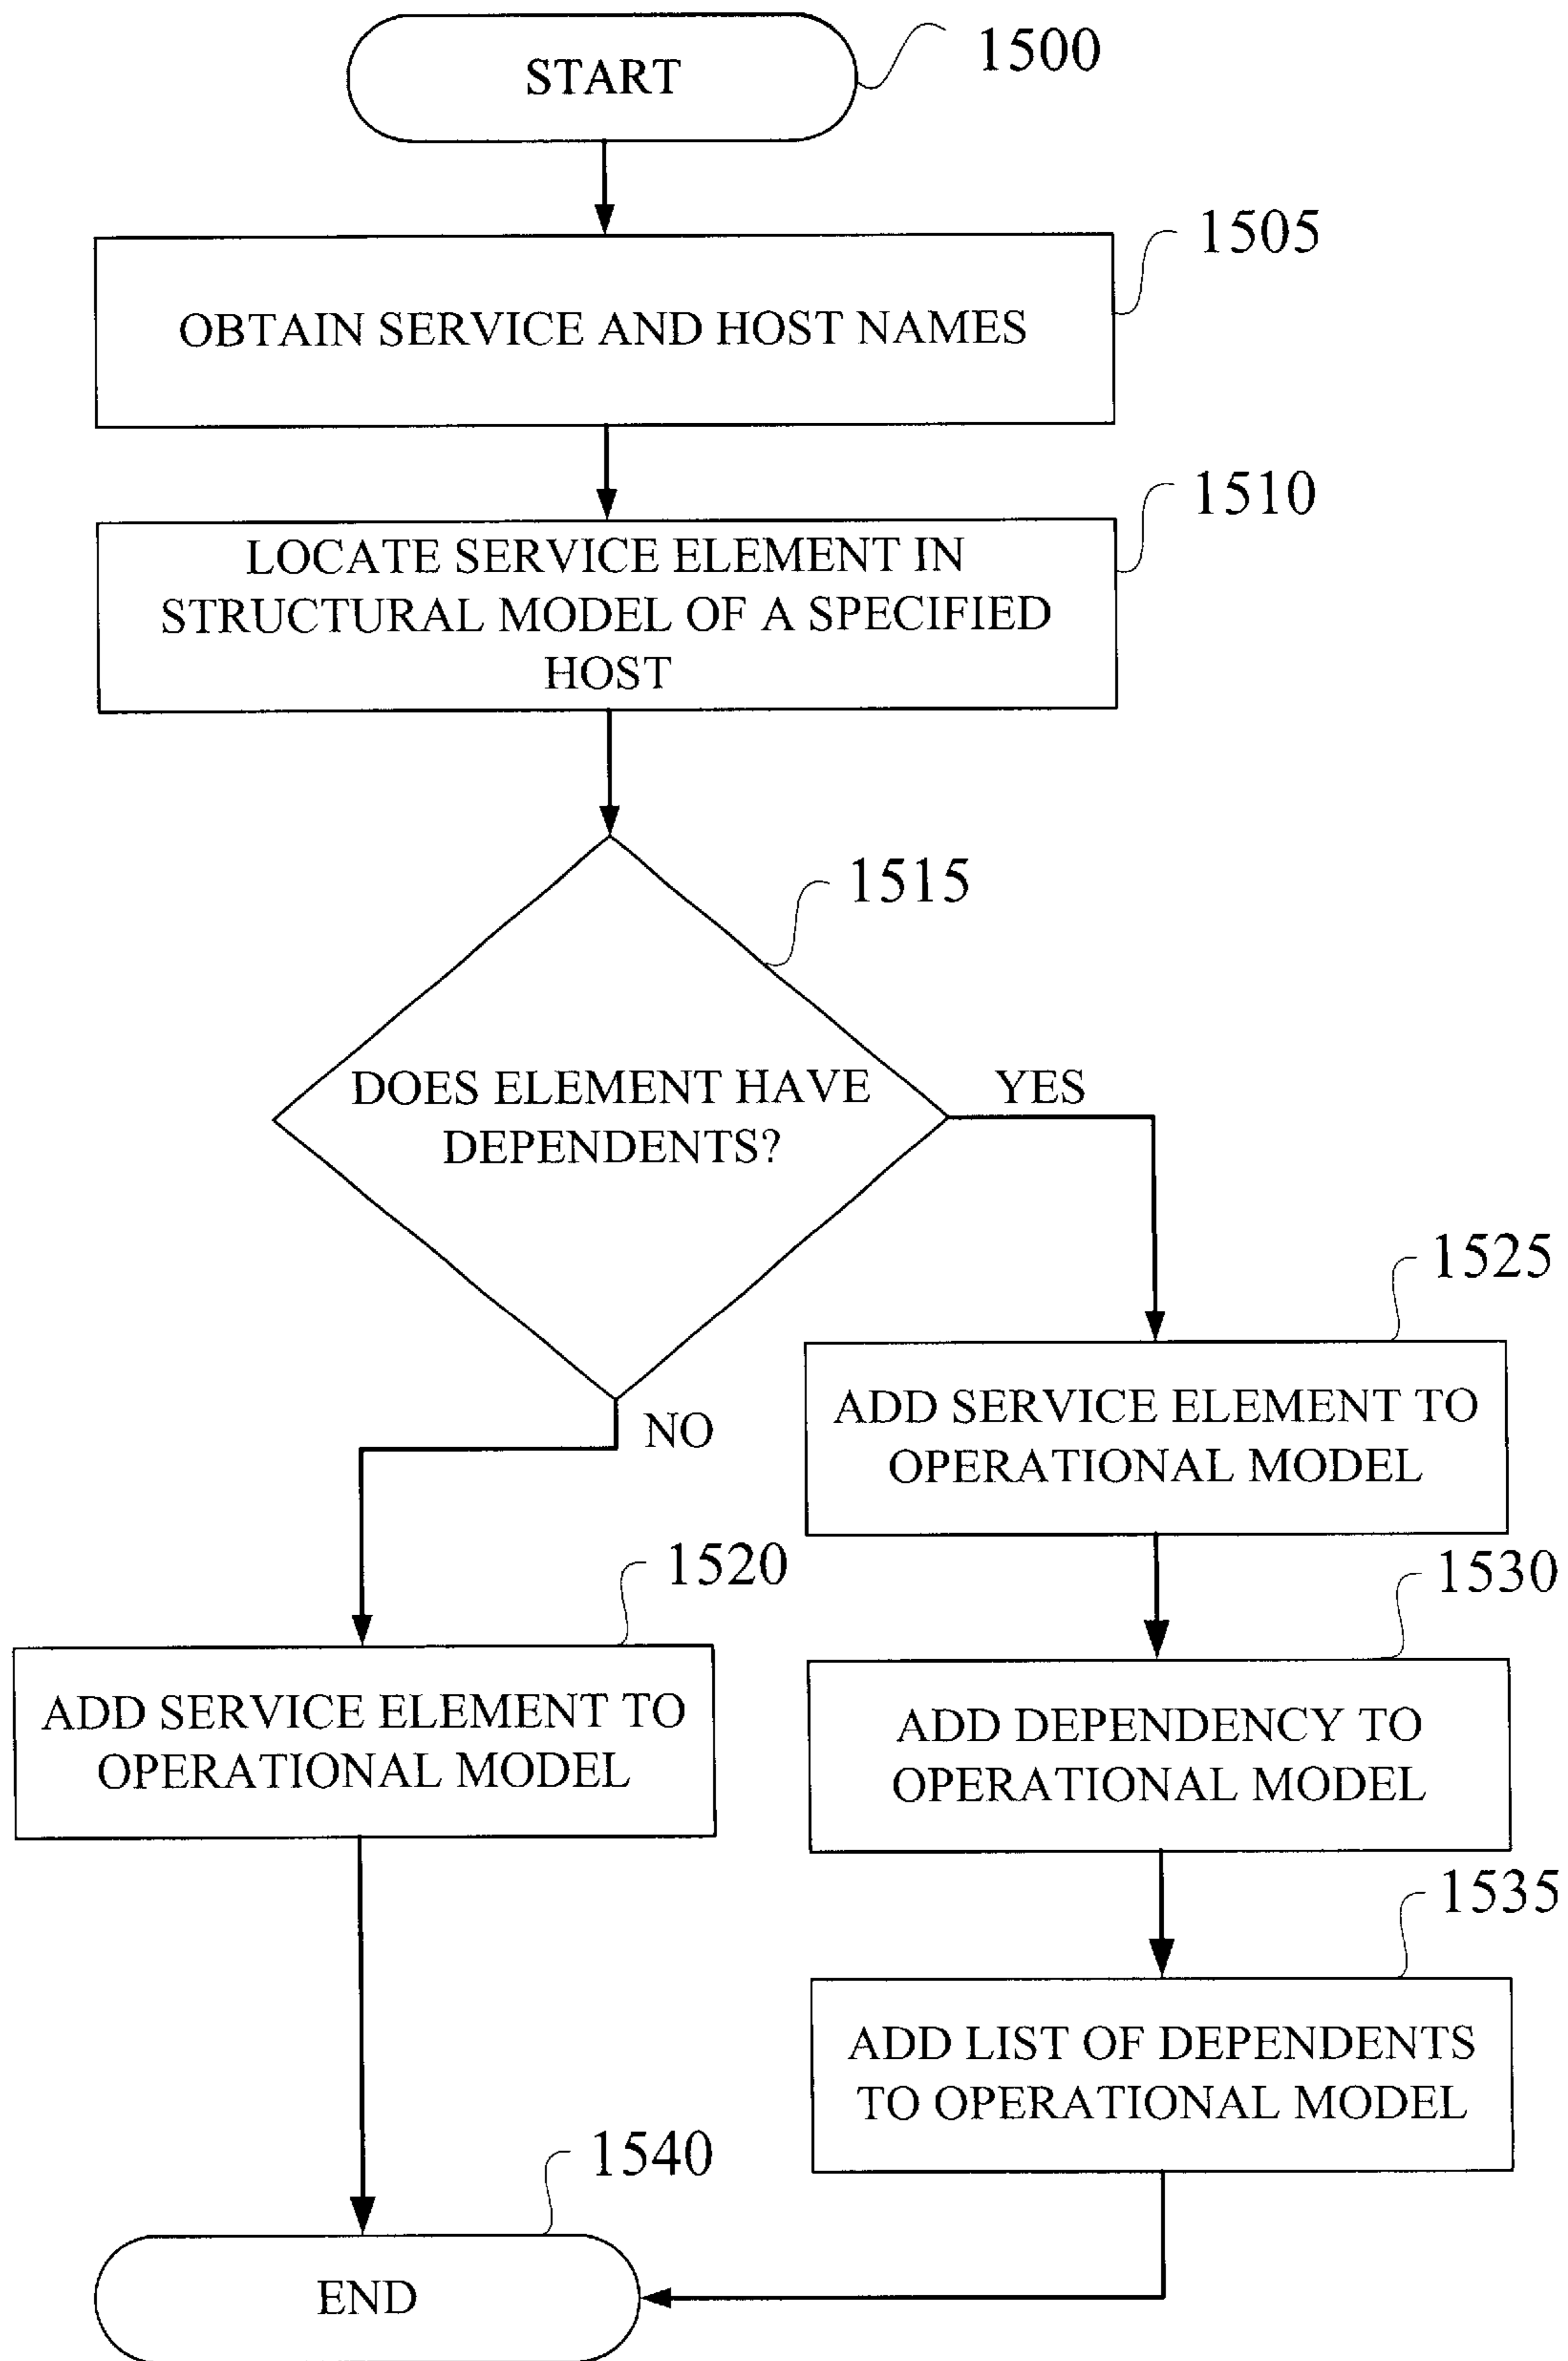 START
1500
1505
OBTAIN SERVICE AND HOST NAMES
1510
LOCATE SERVICE ELEMENT IN
STRUCTURAL MODEL OF A SPECIFIED
HOST
1515
DOES ELEMENT HAVE
DEPENDENTS?
YES
NO
1525
ADD SERVICE ELEMENT TO
OPERATIONAL MODEL
1520
ADD SERVICE ELEMENT TO
OPERATIONAL MODEL
1530
ADD DEPENDENCY TO
OPERATIONAL MODEL
1535
ADD LIST OF DEPENDENTS
TO OPERATIONAL MODEL
1540
END